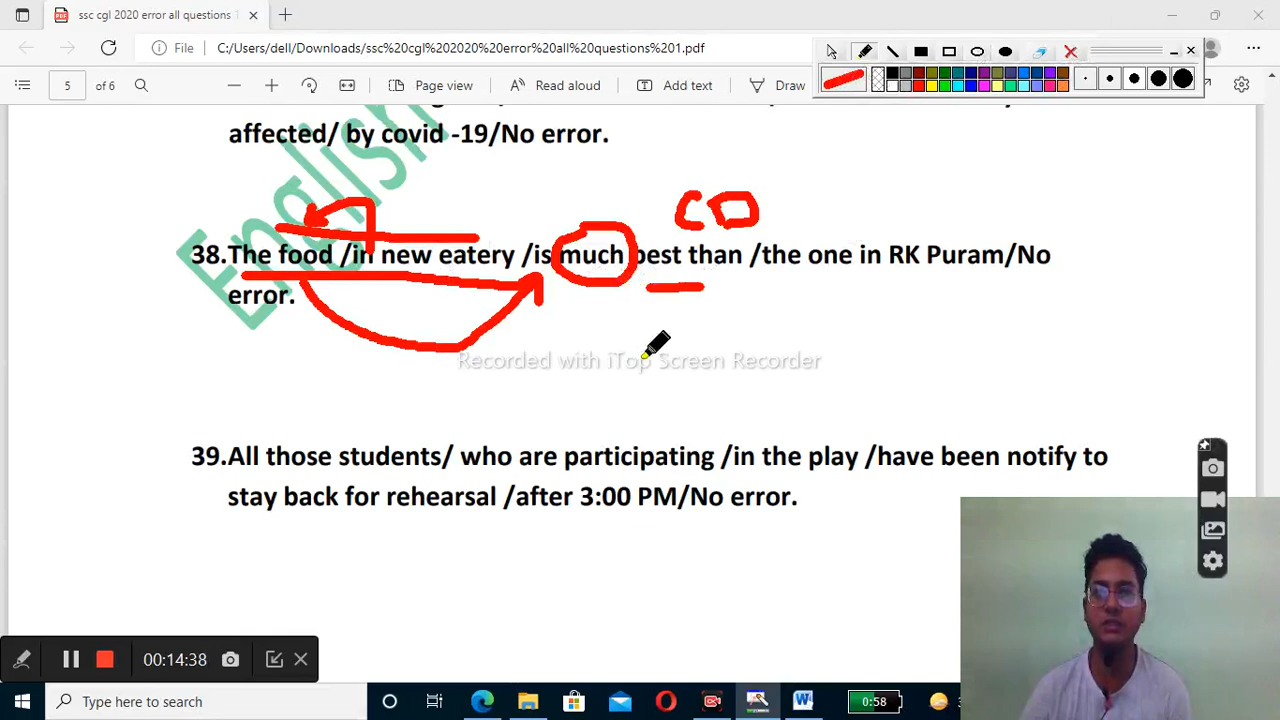 ssc cgl 2020 error all questions 1
File
C:/Users/dell/Downloads/ssc%20cgl%202020%20error%20all%20questions%201.pdf
5 of 6
Page view
Read aloud
Add text
Draw
affected/ by covid -19/No error.
English
CD
38.The food /in new eatery /is much best than /the one in RK Puram/No
error.
Recorded with iTop Screen Recorder
39.All those students/ who are participating /in the play /have been notify to
stay back for rehearsal /after 3:00 PM/No error.
00:14:38
Type here to search
0:58